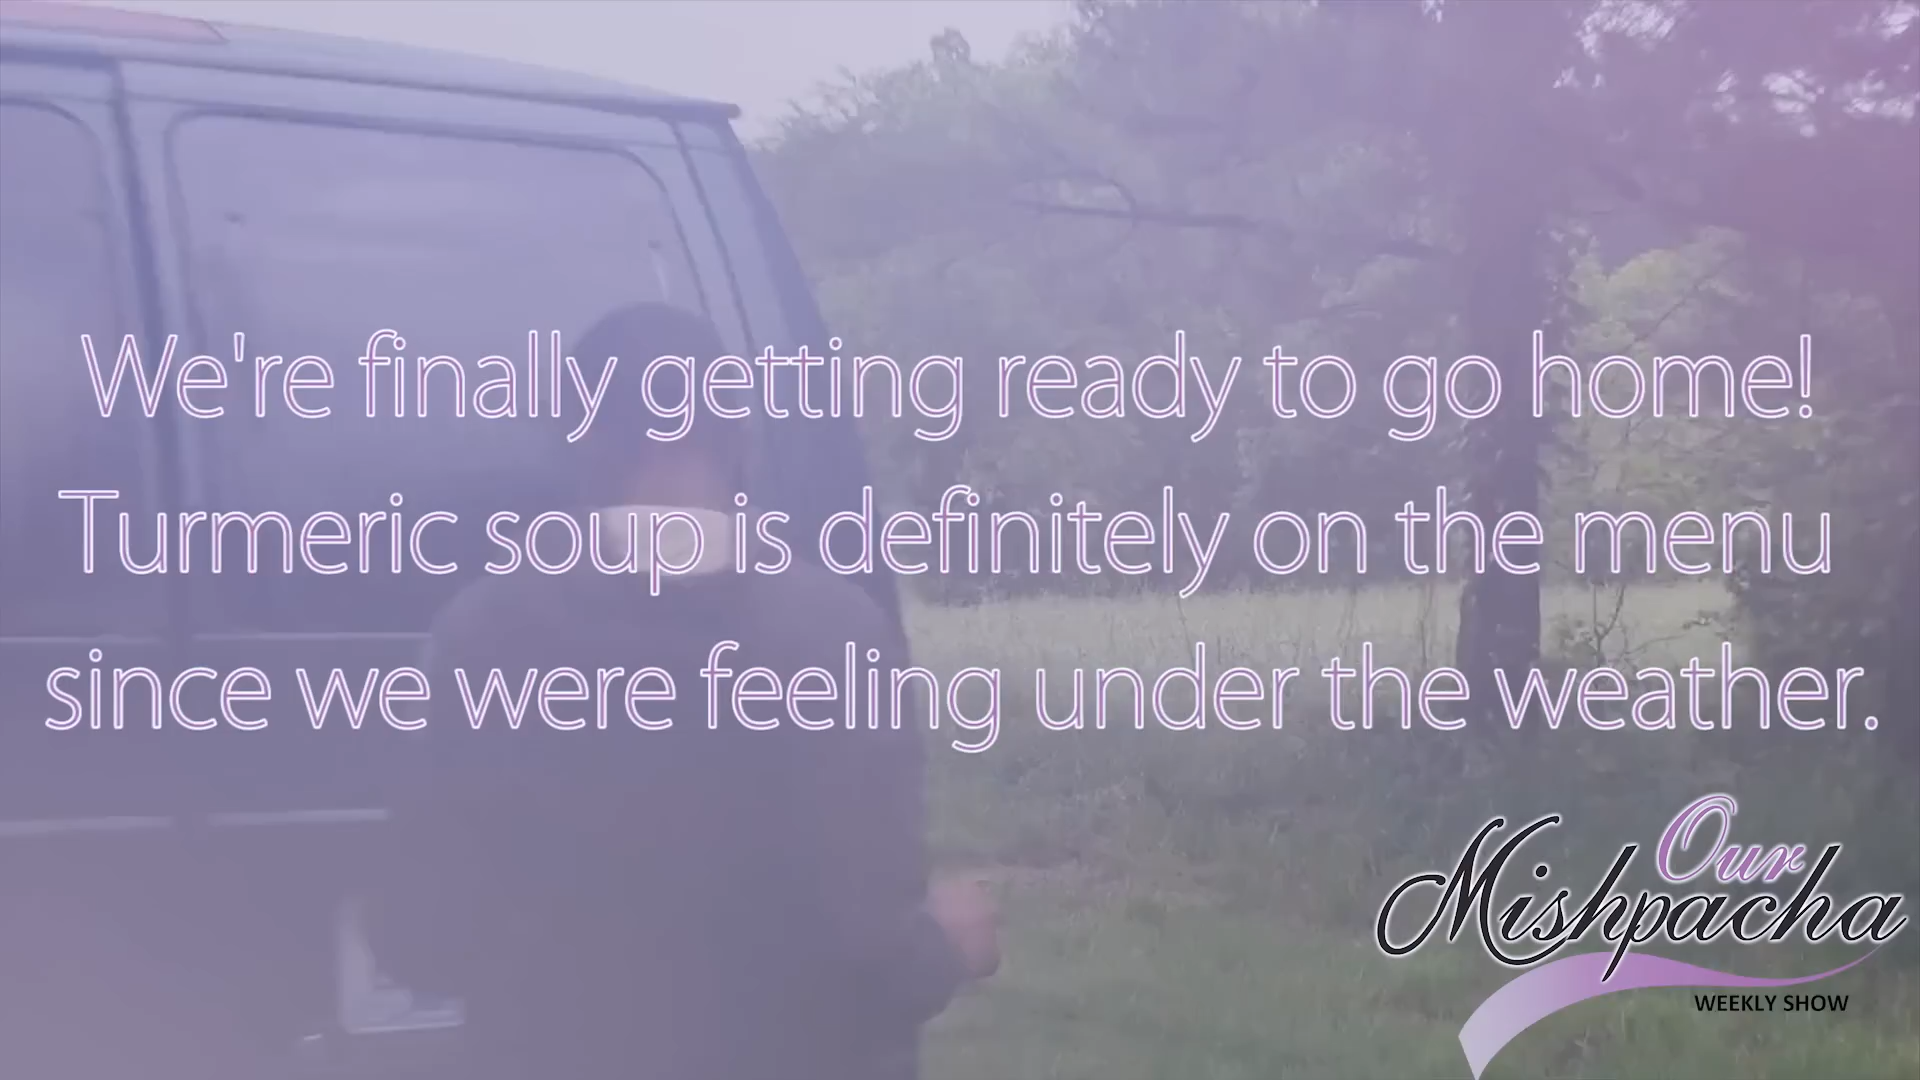 We're finally getting ready to go home!
Turmeric soup is definitely on the menu
since we were feeling under the weather.
Our
Mishpacha
WEEKLY SHOW